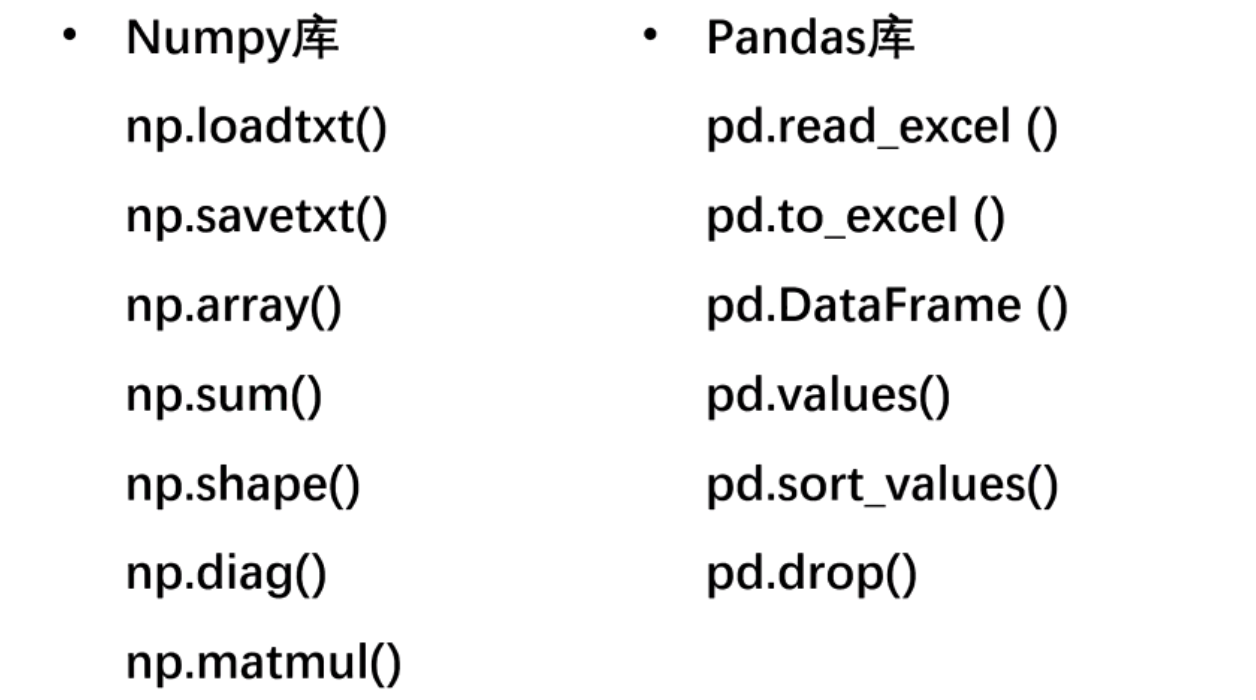 • Numpy库
np.loadtxt()
np.savetxt()
np.array()
np.sum()
np.shape()
np.diag()
np.matmul()
• Pandas库
pd.read_excel ()
pd.to_excel ()
pd.DataFrame ()
pd.values()
pd.sort_values()
pd.drop()